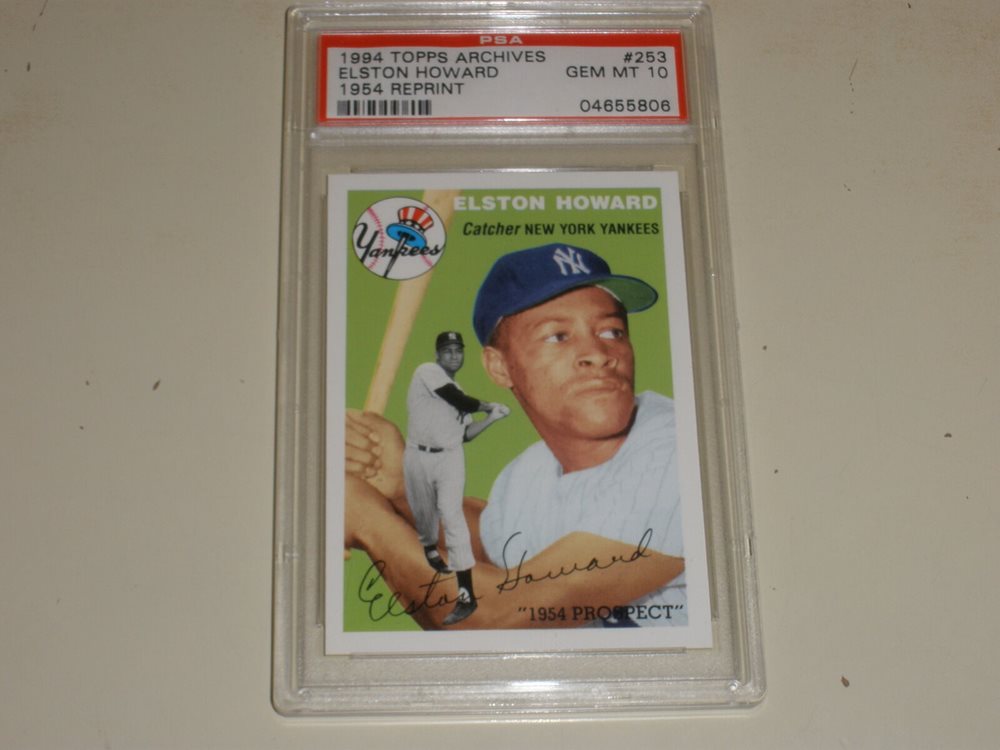 PSA
1994 TOPPS ARCHIVES #253
ELSTON HOWARD GEM MT 10
1954 REPRINT
04655806
ELSTON HOWARD
Catcher NEW YORK YANKEES
Yankees
NY
Elston Howard
"1954 PROSPECT"